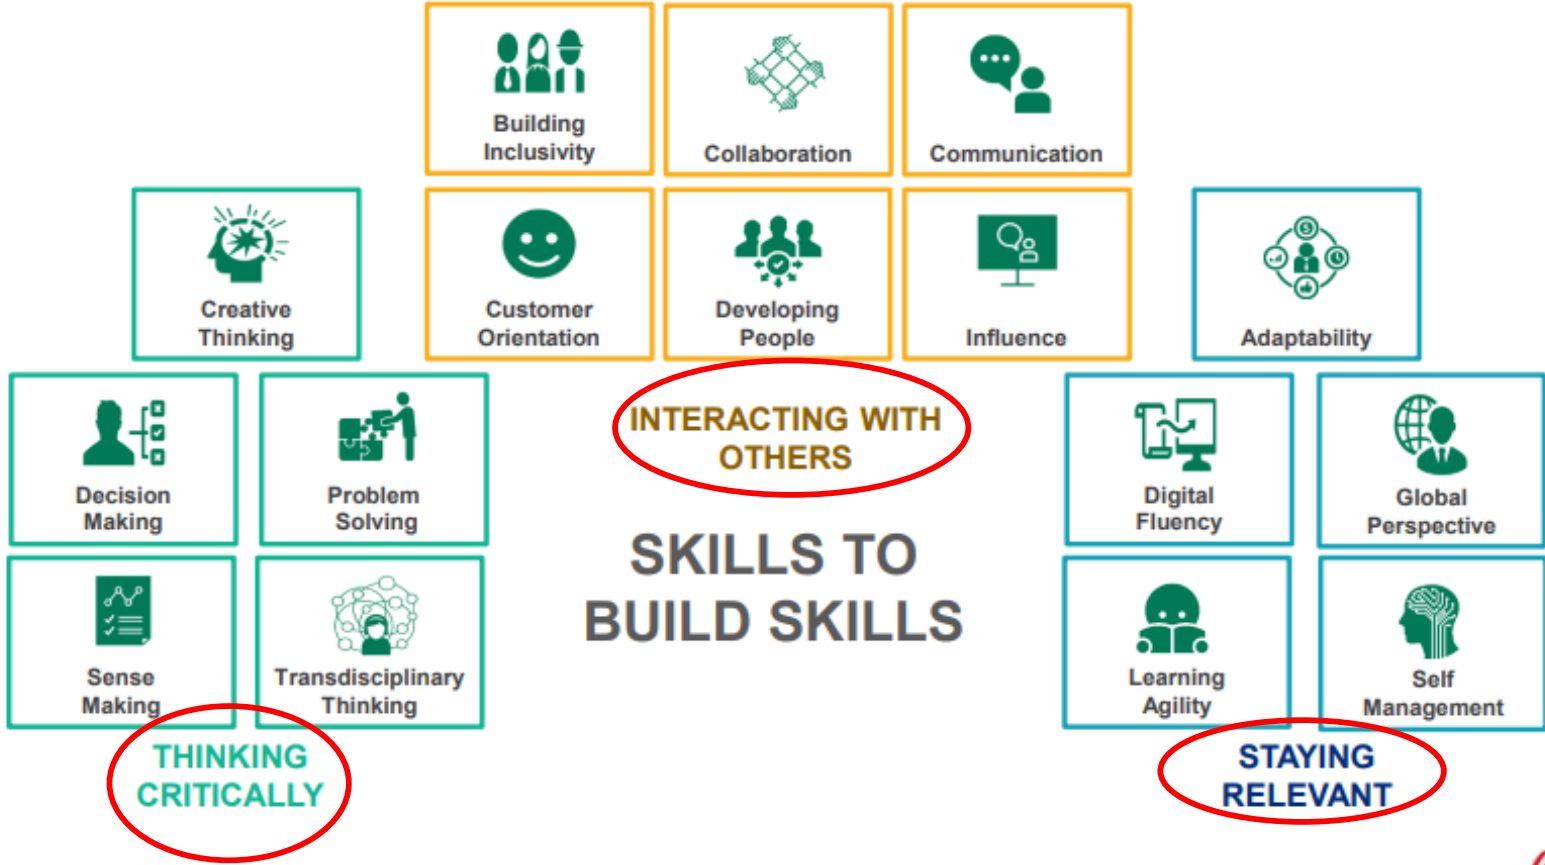 Building
Inclusivity
Collaboration
Communication
Creative
Thinking
Customer
Orientation
Developing
People
Influence
Adaptability
Decision
Making
Problem
Solving
INTERACTING WITH
OTHERS
Digital
Fluency
Global
Perspective
SKILLS TO
BUILD SKILLS
Sense
Making
Transdisciplinary
Thinking
Learning
Agility
Self
Management
THINKING
CRITICALLY
STAYING
RELEVANT